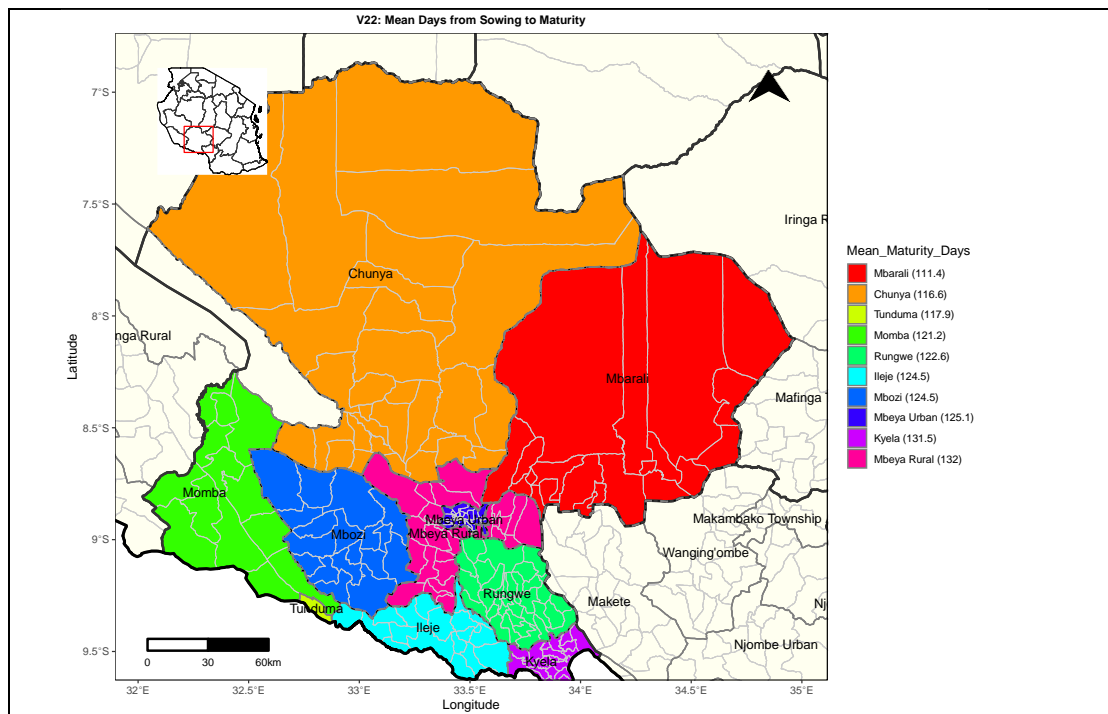 V22: Mean Days from Sowing to Maturity
7°S
7.5°S
8°S
8.5°S
9°S
9.5°S
Latitude
Iringa R
Chunya
nga Rural
Mbarali
Mafinga
Momba
Mbeya Urban
Makambako Township
Mbozi
Mbeya Rural
Wanging'ombe
Rungwe
Makete
Nj
Tunduma
Ileje
Njombe Urban
Kyela
0
30
60km
32°E
32.5°E
33°E
33.5°E
34°E
34.5°E
35°E
Longitude
Mean_Maturity_Days
Mbarali (111.4)
Chunya (116.6)
Tunduma (117.9)
Momba (121.2)
Rungwe (122.6)
Ileje (124.5)
Mbozi (124.5)
Mbeya Urban (125.1)
Kyela (131.5)
Mbeya Rural (132)